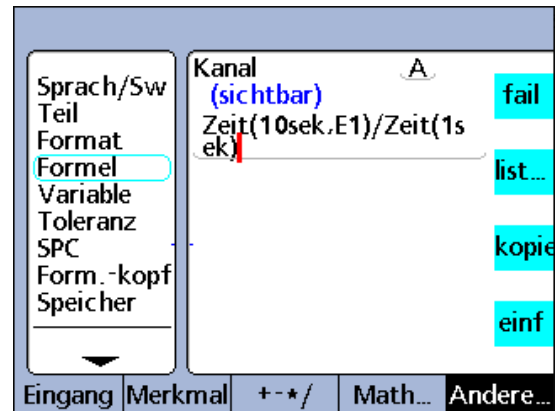 Sprach/Sw
Teil
Format
Formel
Variable
Toleranz
SPC
Form.-kopf
Speicher
Kanal A
(sichtbar)
Zeit(10sek,E1)/Zeit(1s
ek)
fail
list...
kopie
einf
Eingang Merkmal +-*/ Math... Andere...